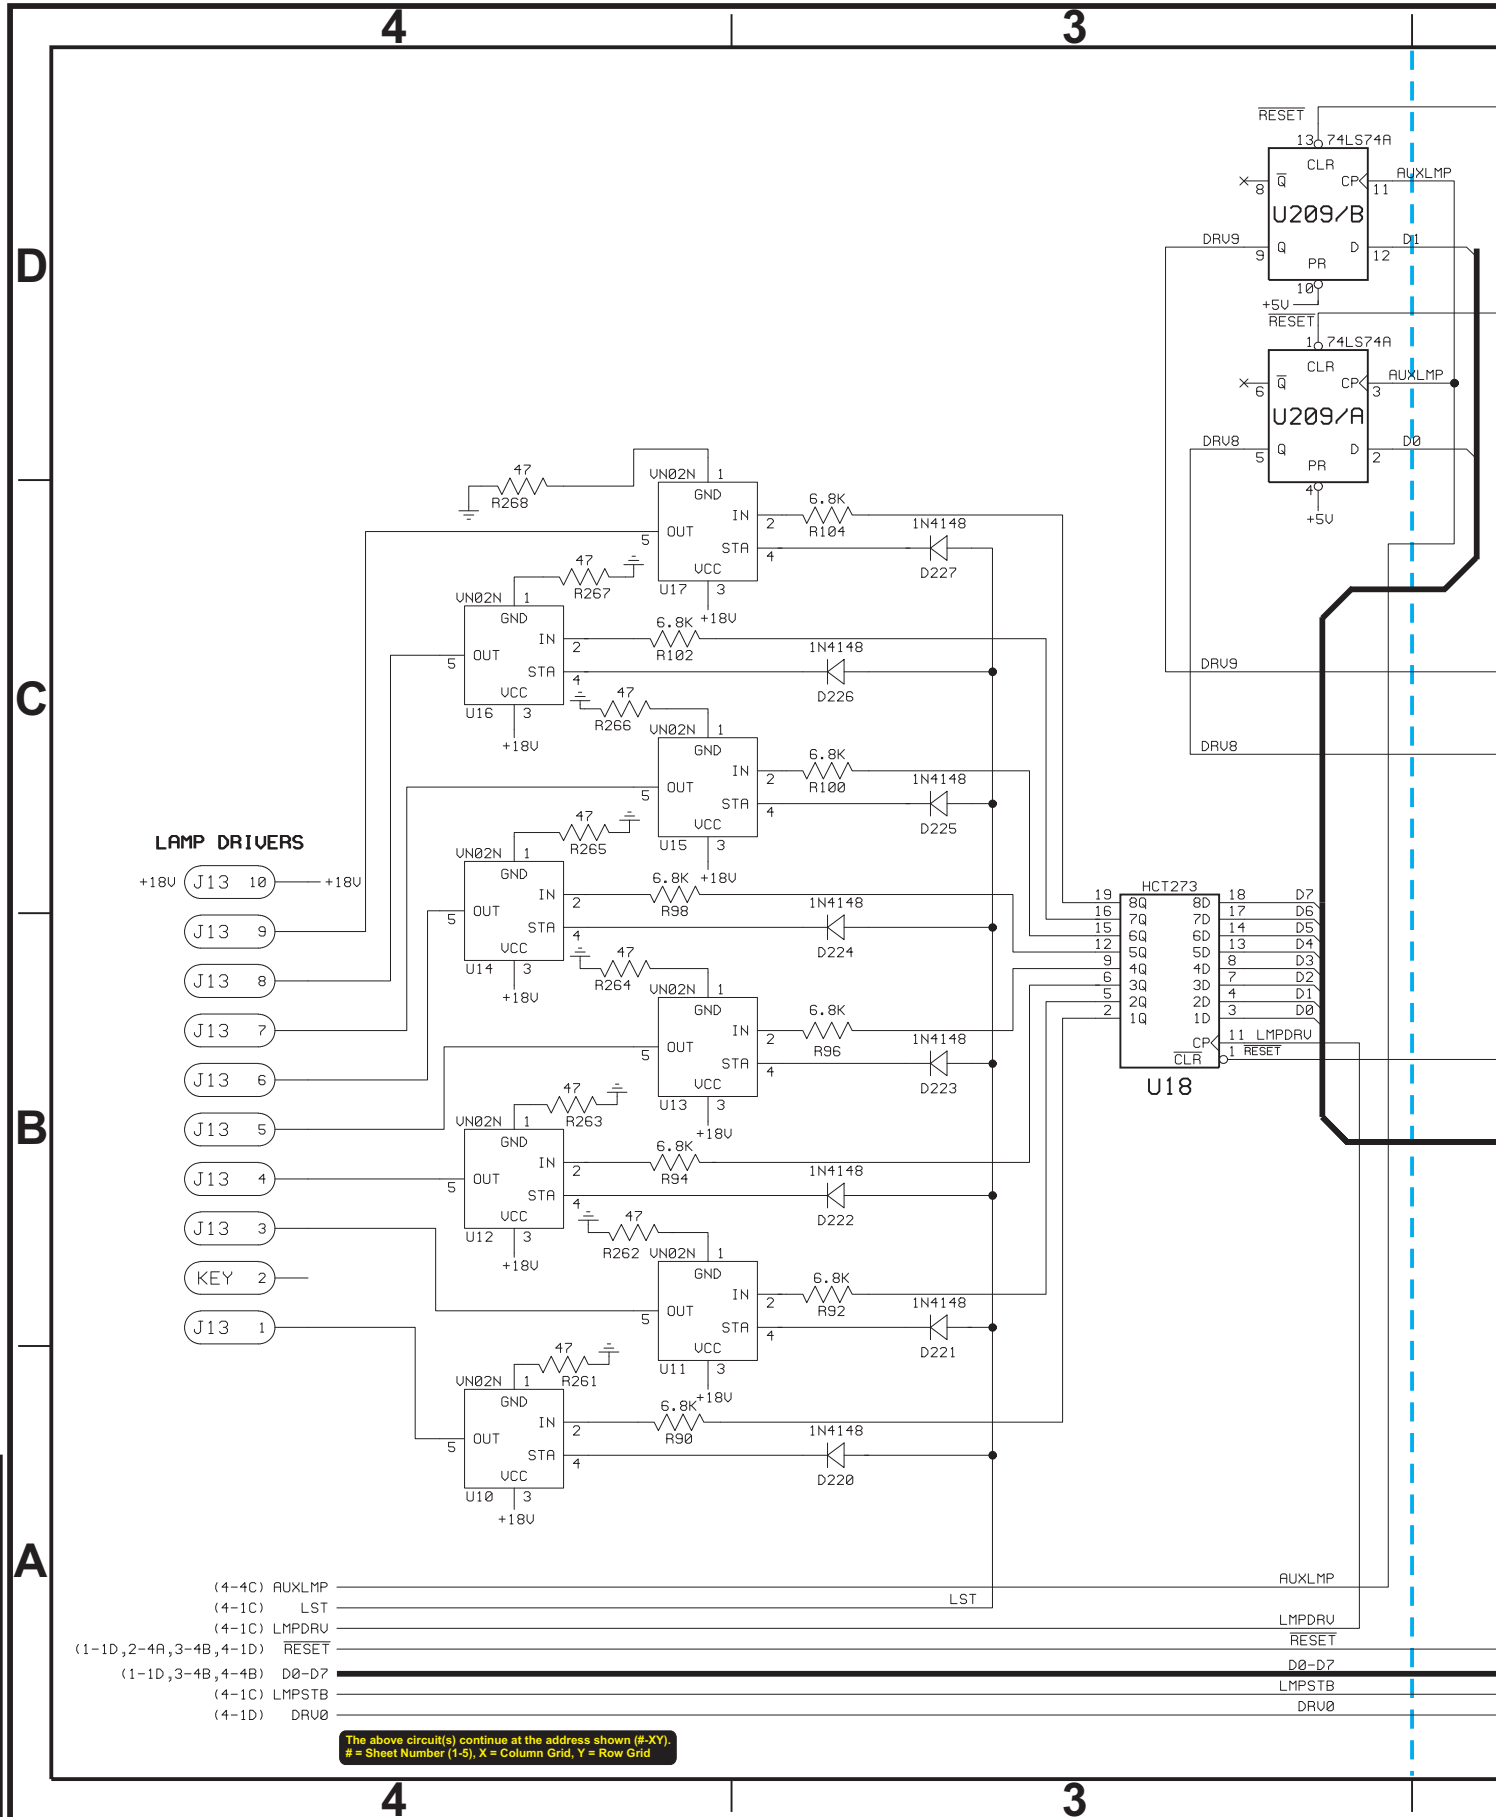 4 3
RESET
13 74LS74A
CLR
Q CP AUXLMP
8 11
U209/B
DRV9 Q D D1
9 12
PR
10
+5V
RESET
1 74LS74A
CLR
Q CP AUXLMP
6 3
U209/A
DRV8 Q D D0
5 2
PR
4
+5V
D
47
R268
VN02N 1
GND
IN 2
OUT 5
STA 4
VCC
U17 3
+18V
6.8K
R104
1N4148
D227
47
R267
VN02N 1
GND
IN 2
OUT 5
STA 4
VCC
U16 3
+18V
6.8K
R102
1N4148
D226
DRV9
C
47
R266
VN02N 1
GND
IN 2
OUT 5
STA 4
VCC
U15 3
+18V
6.8K
R100
1N4148
D225
DRV8
47
R265
VN02N 1
GND
IN 2
OUT 5
STA 4
VCC
U14 3
+18V
6.8K
R98
1N4148
D224
LAMP DRIVERS
+18V J13 10 +18V
J13 9
J13 8
J13 7
J13 6
J13 5
J13 4
J13 3
KEY 2
J13 1
HCT273
19 8Q 8D 18 D7
16 7Q 7D 17 D6
15 6Q 6D 14 D5
12 5Q 5D 13 D4
9 4Q 4D 8 D3
6 3Q 3D 7 D2
5 2Q 2D 4 D1
2 1Q 1D 3 D0
CP 11 LMPDRV
CLR 1 RESET
U18
47
R264
VN02N 1
GND
IN 2
OUT 5
STA 4
VCC
U13 3
+18V
6.8K
R96
1N4148
D223
B
47
R263
VN02N 1
GND
IN 2
OUT 5
STA 4
VCC
U12 3
+18V
6.8K
R94
1N4148
D222
47
R262
VN02N 1
GND
IN 2
OUT 5
STA 4
VCC
U11 3
+18V
6.8K
R92
1N4148
D221
47
R261
VN02N 1
GND
IN 2
OUT 5
STA 4
VCC
U10 3
+18V
6.8K
R90
1N4148
D220
A
(4-4C) AUXLMP AUXLMP
(4-1C) LST LST
(4-1C) LMPDRV LMPDRV
(1-1D,2-4A,3-4B,4-1D) RESET RESET
(1-1D,3-4B,4-4B) D0-D7 D0-D7
(4-1C) LMPSTB LMPSTB
(4-1D) DRV0 DRV0
The above circuit(s) continue at the address shown (#-XY).
# = Sheet Number (1-5), X = Column Grid, Y = Row Grid
4 3